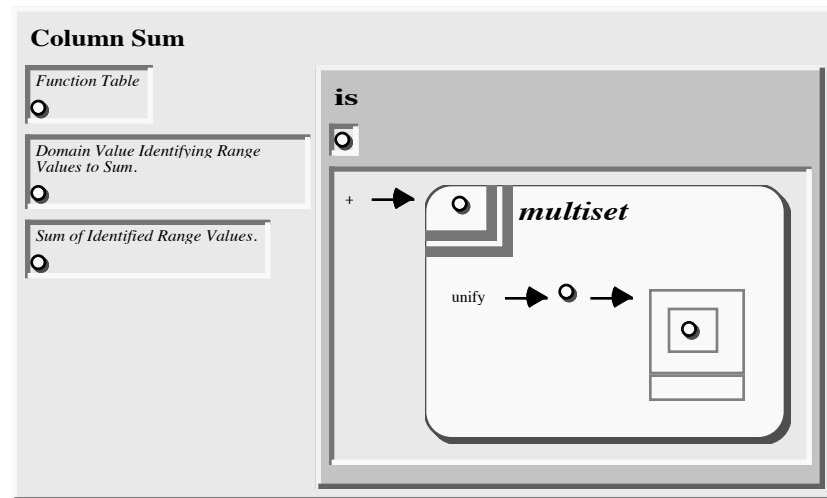 Column Sum
Function Table
Domain Value Identifying Range
Values to Sum.
Sum of Identified Range Values.
is
+
multiset
unify